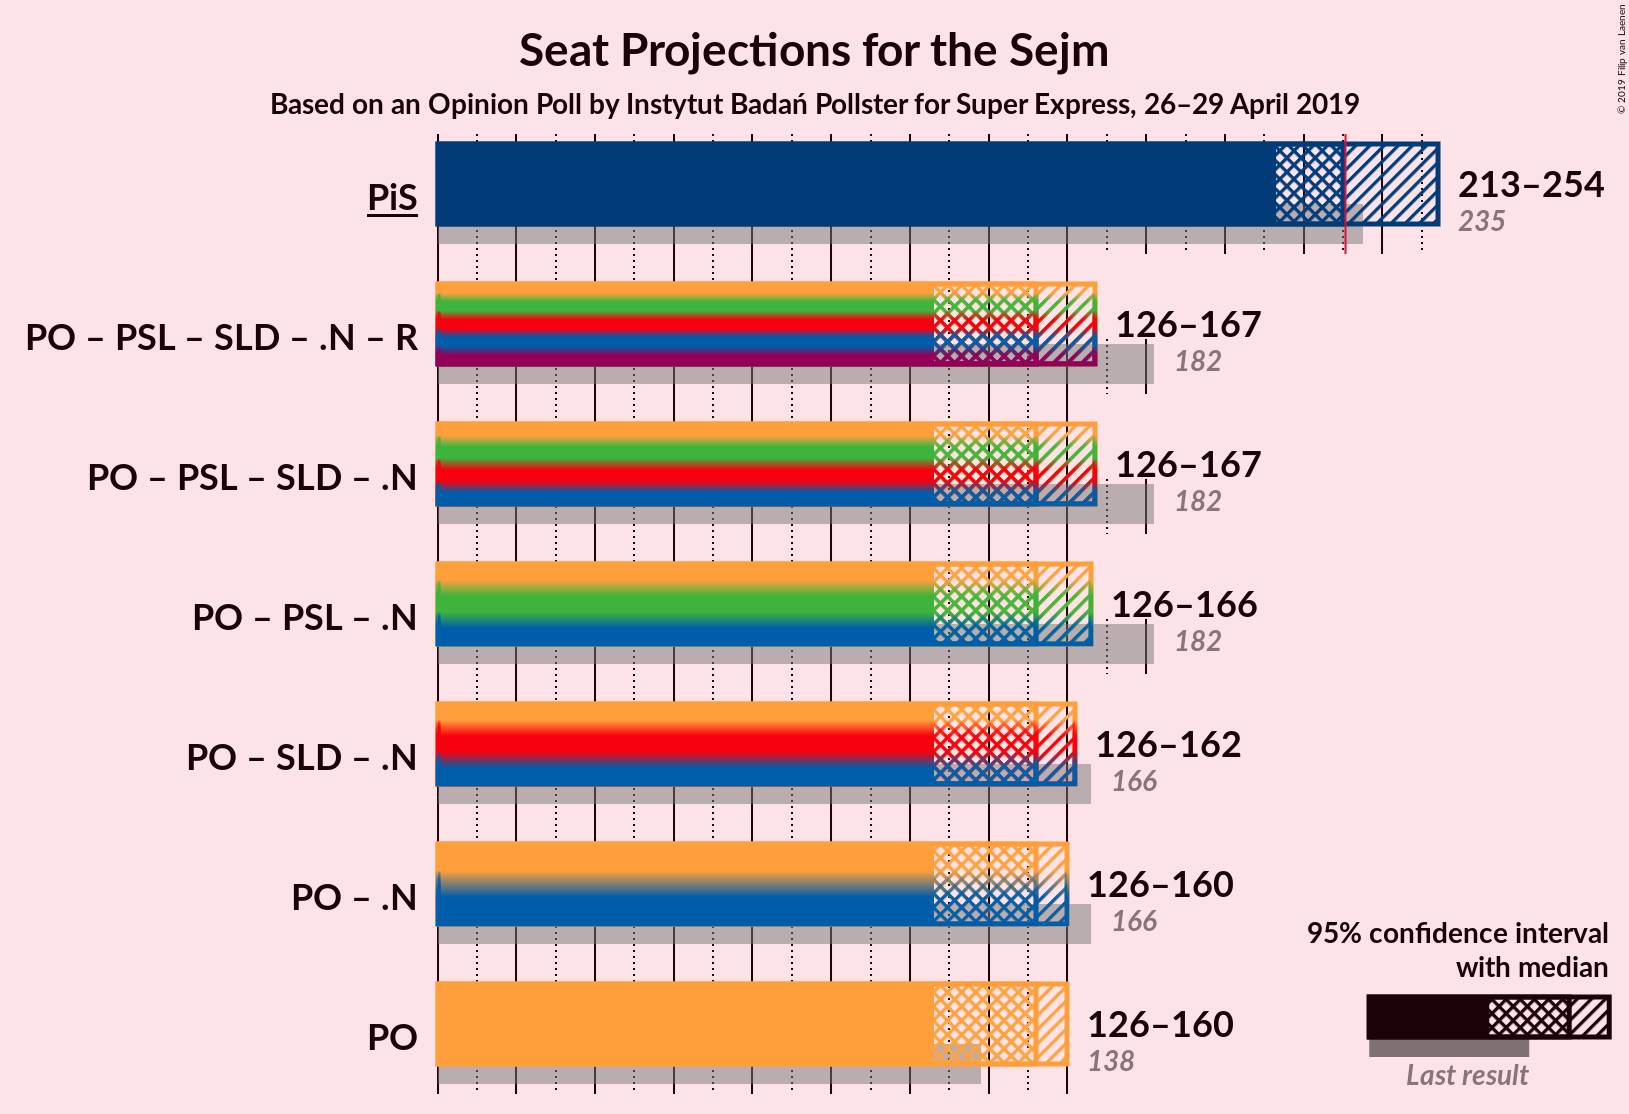 Seat Projections for the Sejm
Based on an Opinion Poll by Instytut Badań Pollster for Super Express, 26–29 April 2019
© 2019 Filip van Laenen
PiS
213–254
235
PO – PSL – SLD – .N – R
126–167
182
PO – PSL – SLD – .N
126–167
182
PO – PSL – .N
126–166
182
PO – SLD – .N
126–162
166
PO – .N
126–160
166
PO
126–160
138
95% confidence interval
with median
Last result